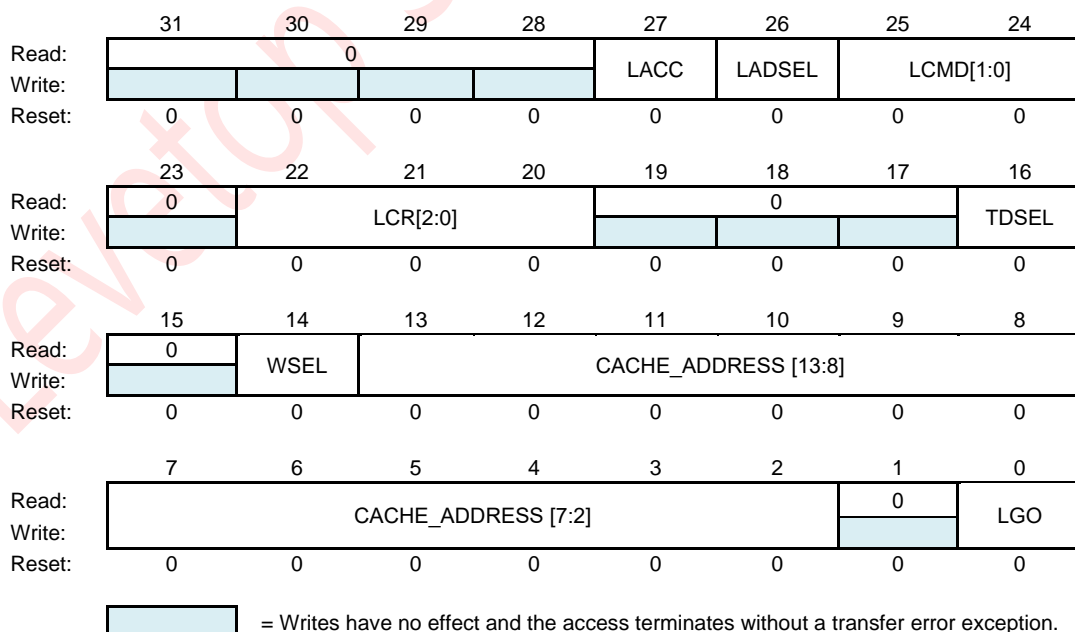 31 30 29 28 27 26 25 24
Read: 0 LACC LADSEL LCMD[1:0]
Write:
Reset: 0 0 0 0 0 0 0 0
23 22 21 20 19 18 17 16
Read: 0 LCR[2:0] 0 TDSEL
Write:
Reset: 0 0 0 0 0 0 0 0
15 14 13 12 11 10 9 8
Read: 0 WSEL CACHE_ADDRESS [13:8]
Write:
Reset: 0 0 0 0 0 0 0 0
7 6 5 4 3 2 1 0
Read: CACHE_ADDRESS [7:2] 0 LGO
Write:
Reset: 0 0 0 0 0 0 0 0
= Writes have no effect and the access terminates without a transfer error exception.